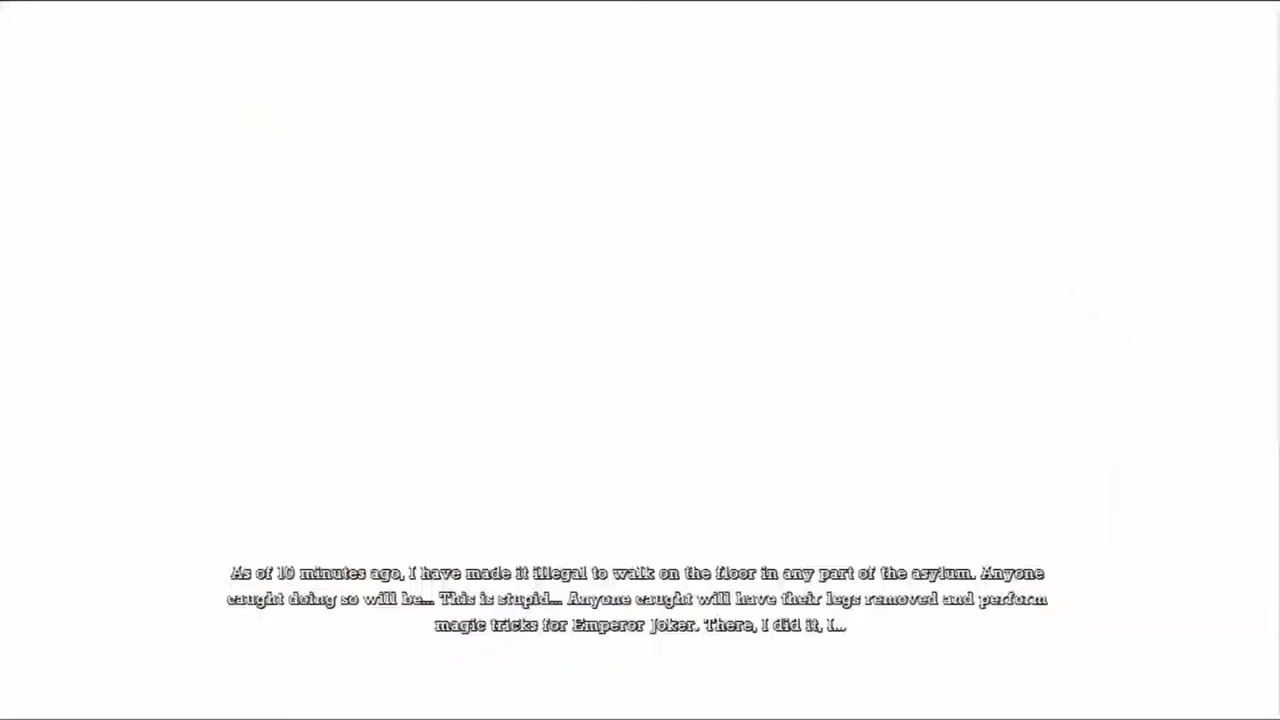 As of 10 minutes ago, I have made it illegal to walk on the floor in any part of the asylum. Anyone
caught doing so will be... This is stupid... Anyone caught will have their legs removed and perform
magic tricks for Emperor Joker. There, I did it, I...